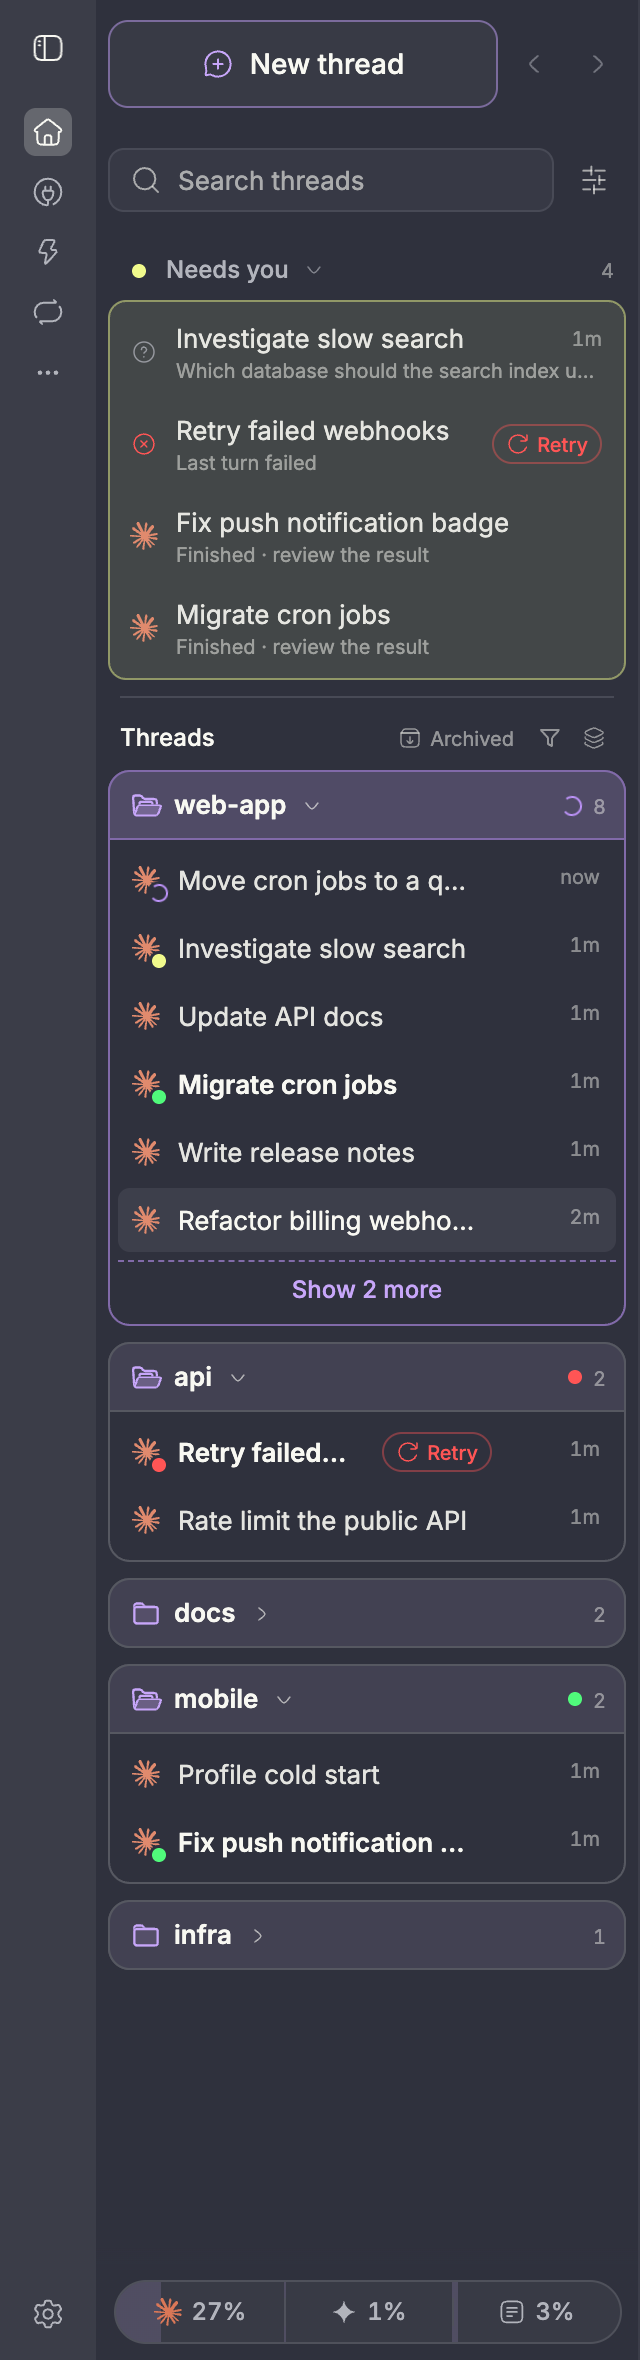 New thread
Search threads
Needs you
4
Investigate slow search
1m
Which database should the search index u...
Retry failed webhooks
Retry
Last turn failed
Fix push notification badge
Finished · review the result
Migrate cron jobs
Finished · review the result
Threads
Archived
web-app
8
Move cron jobs to a q...
now
Investigate slow search
1m
Update API docs
1m
Migrate cron jobs
1m
Write release notes
1m
Refactor billing webho...
2m
Show 2 more
api
2
Retry failed...
Retry
1m
Rate limit the public API
1m
docs
2
mobile
2
Profile cold start
1m
Fix push notification ...
1m
infra
1
27%
1%
3%